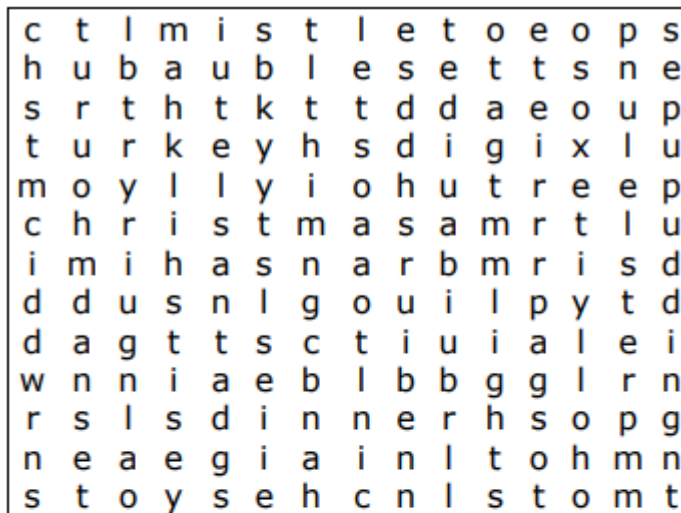 c t l m i s t l e t o e o p s
h u b a u b l e s e t t s n e
s r t h t k t t d d a e o u p
t u r k e y h s d i g i x l u
m o y l l y i o h u t r e e p
c h r i s t m a s a m r t l u
i m i h a s n a r b m r i s d
d d u s n l g o u i l p y t d
d a g t t s c t i u i a l e i
w n n i a e b l b b g g l r n
r s l s d i n n e r h s o p g
n e a e g i a i n l t o h m n
s t o y s e h c n l s t o m t